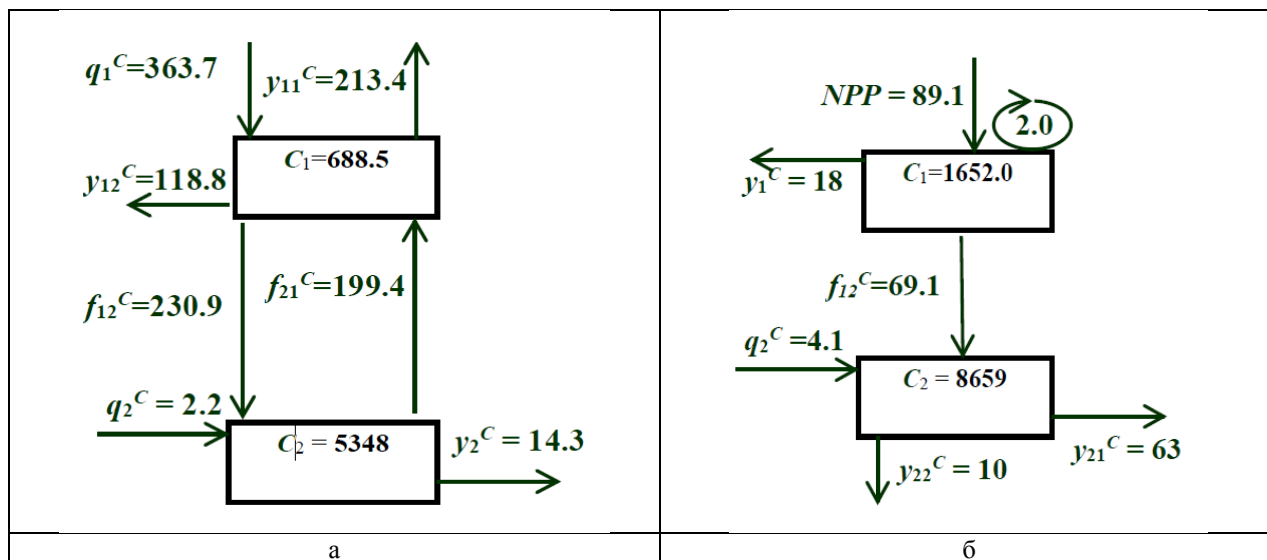 q₁ᶜ=363.7
y₁₁ᶜ=213.4
C₁=688.5
y₁₂ᶜ=118.8
f₁₂ᶜ=230.9
f₂₁ᶜ=199.4
q₂ᶜ = 2.2
C₂ = 5348
y₂ᶜ = 14.3
а
NPP = 89.1
2.0
C₁=1652.0
y₁ᶜ = 18
f₁₂ᶜ=69.1
q₂ᶜ =4.1
C₂ = 8659
y₂₁ᶜ = 63
y₂₂ᶜ = 10
б